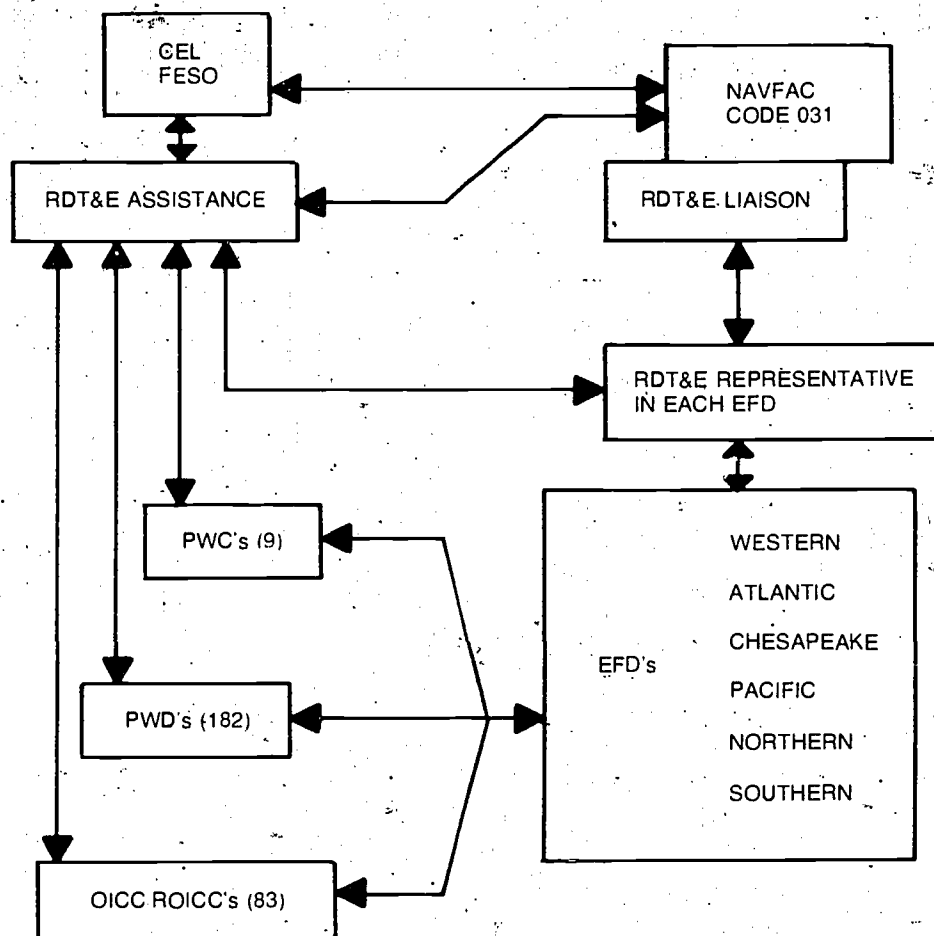 CEL
FESO
NAVFAC
CODE 031
RDT&E ASSISTANCE
RDT&E LIAISON
RDT&E REPRESENTATIVE
IN EACH EFD
PWC's (9)
WESTERN
ATLANTIC
CHESAPEAKE
EFD's
PACIFIC
PWD's (182)
NORTHERN
SOUTHERN
OICC ROICC's (83)